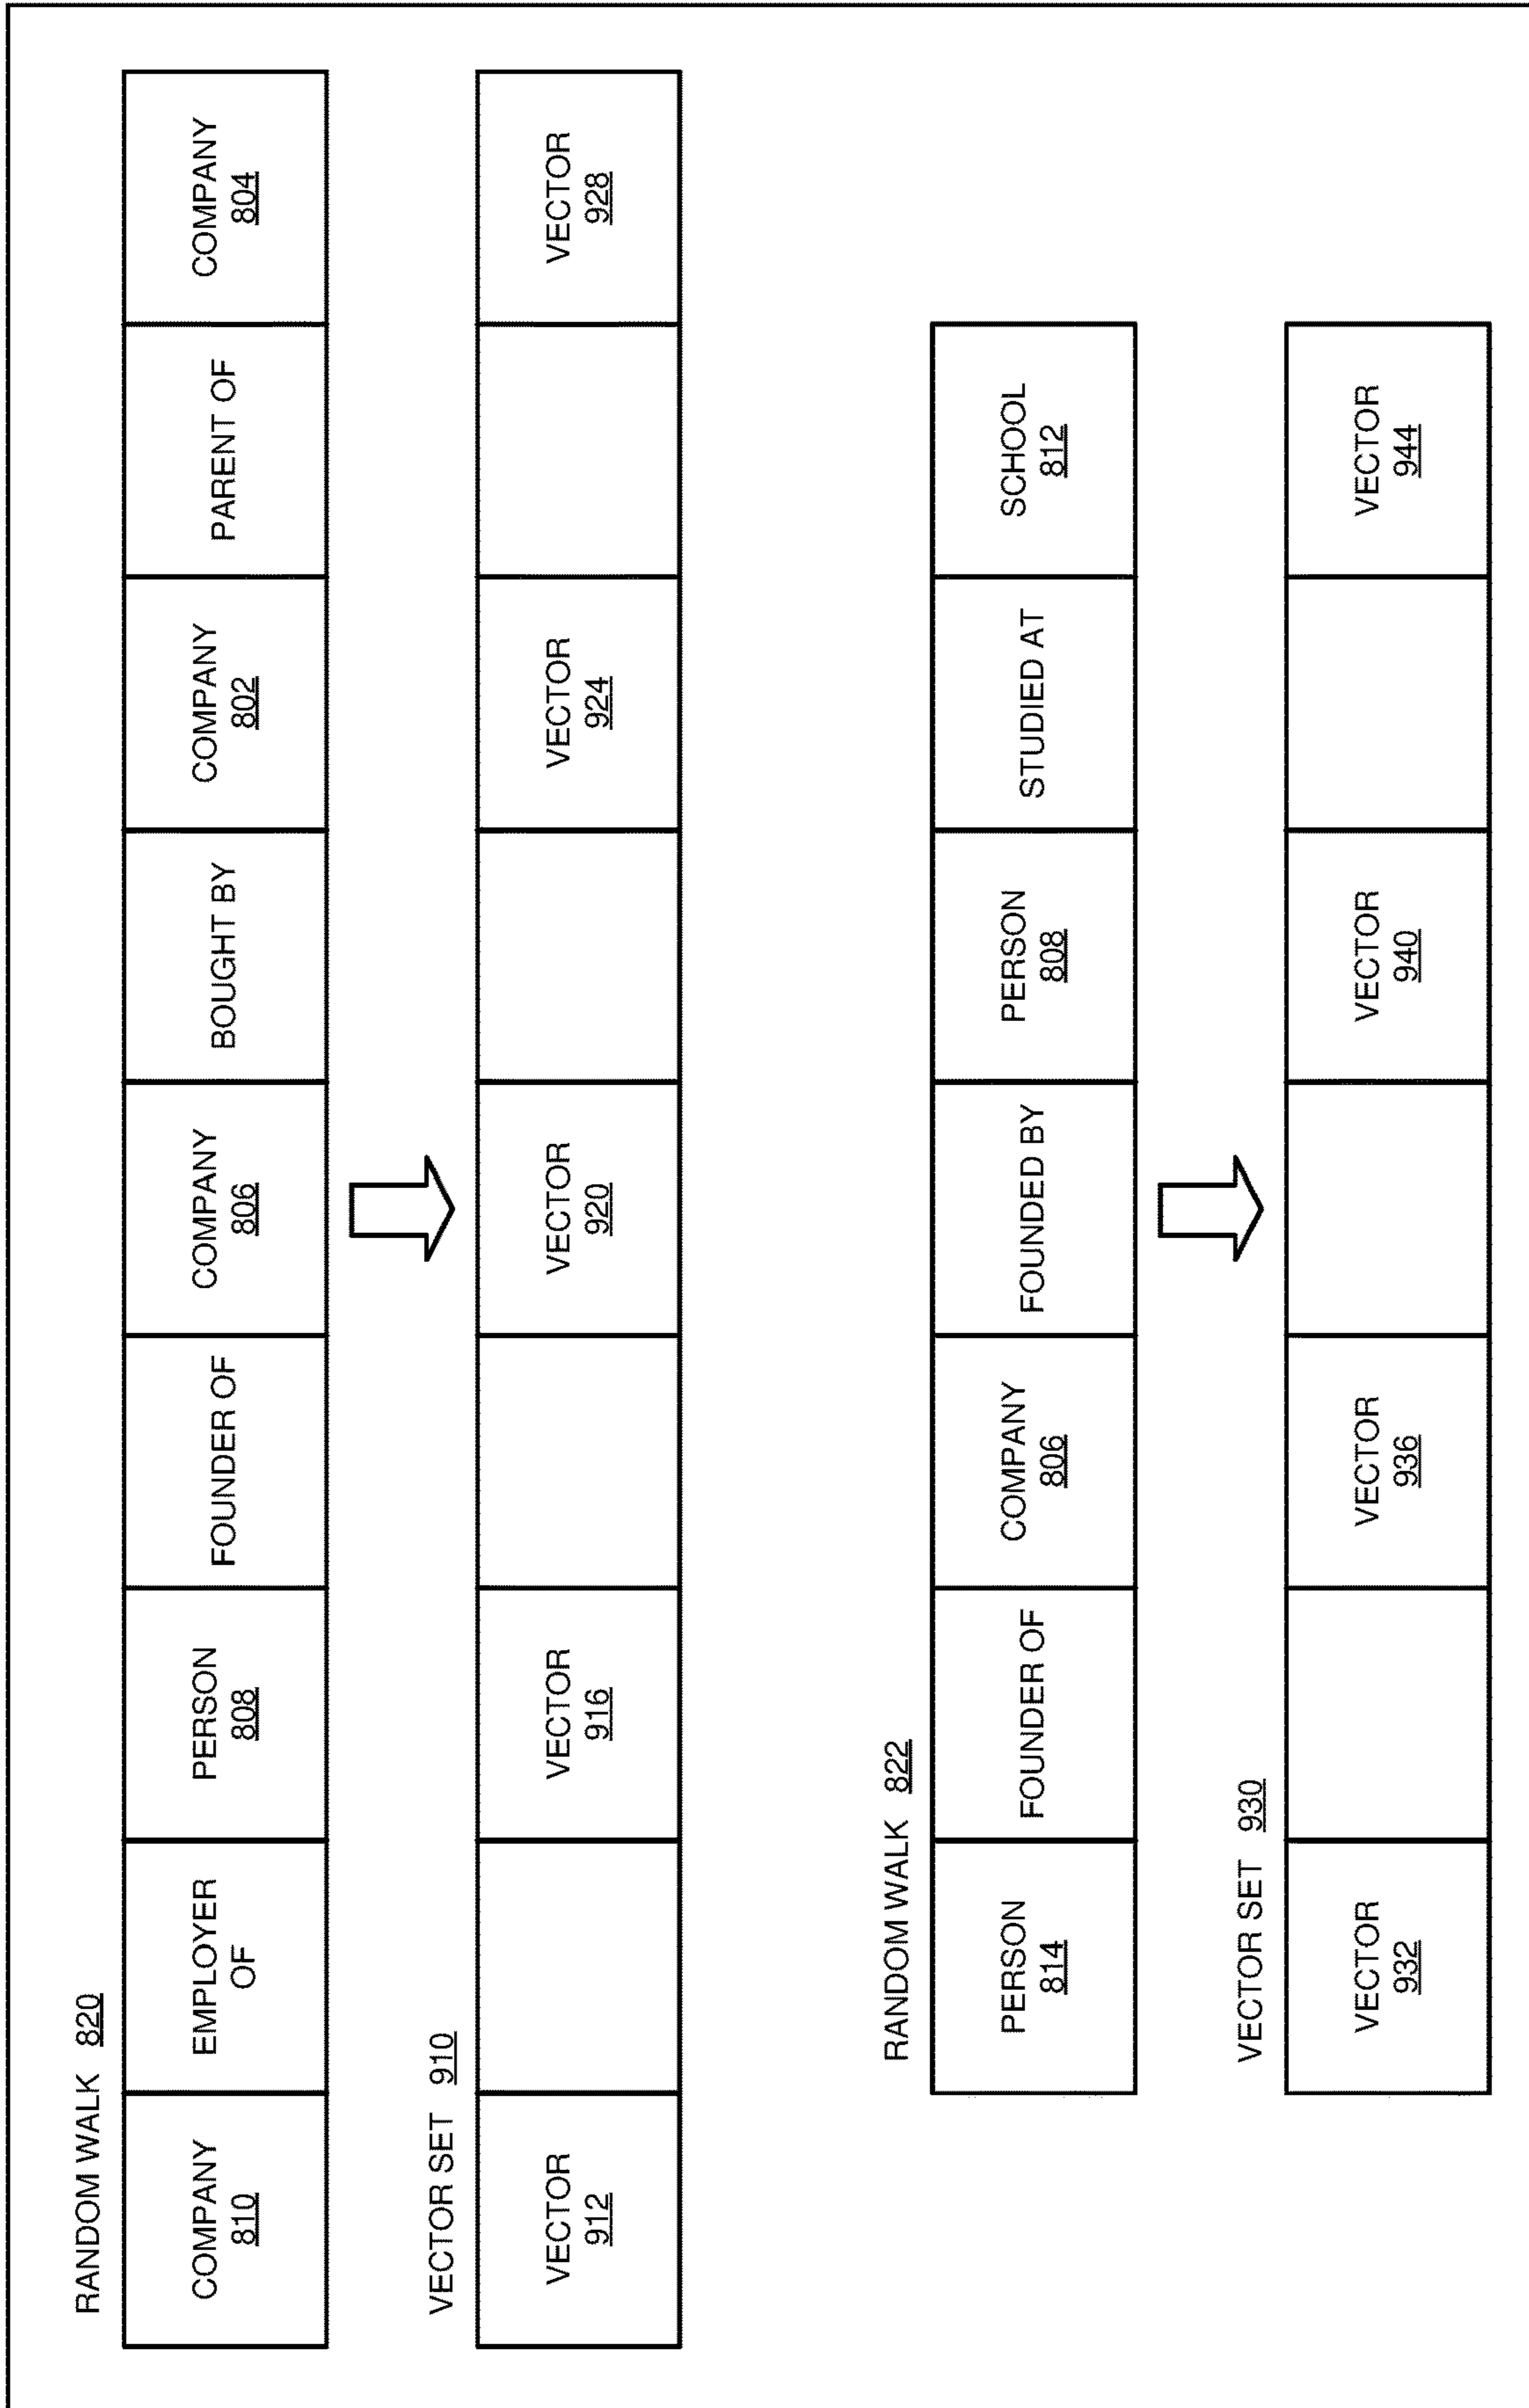 RANDOM WALK 820
COMPANY
810
EMPLOYER
OF
PERSON
808
FOUNDER OF
COMPANY
806
BOUGHT BY
COMPANY
802
PARENT OF
COMPANY
804
VECTOR SET 910
VECTOR
912
VECTOR
916
VECTOR
920
VECTOR
924
VECTOR
928
RANDOM WALK 822
PERSON
814
FOUNDER OF
COMPANY
806
FOUNDED BY
PERSON
808
STUDIED AT
SCHOOL
812
VECTOR SET 930
VECTOR
932
VECTOR
936
VECTOR
940
VECTOR
944